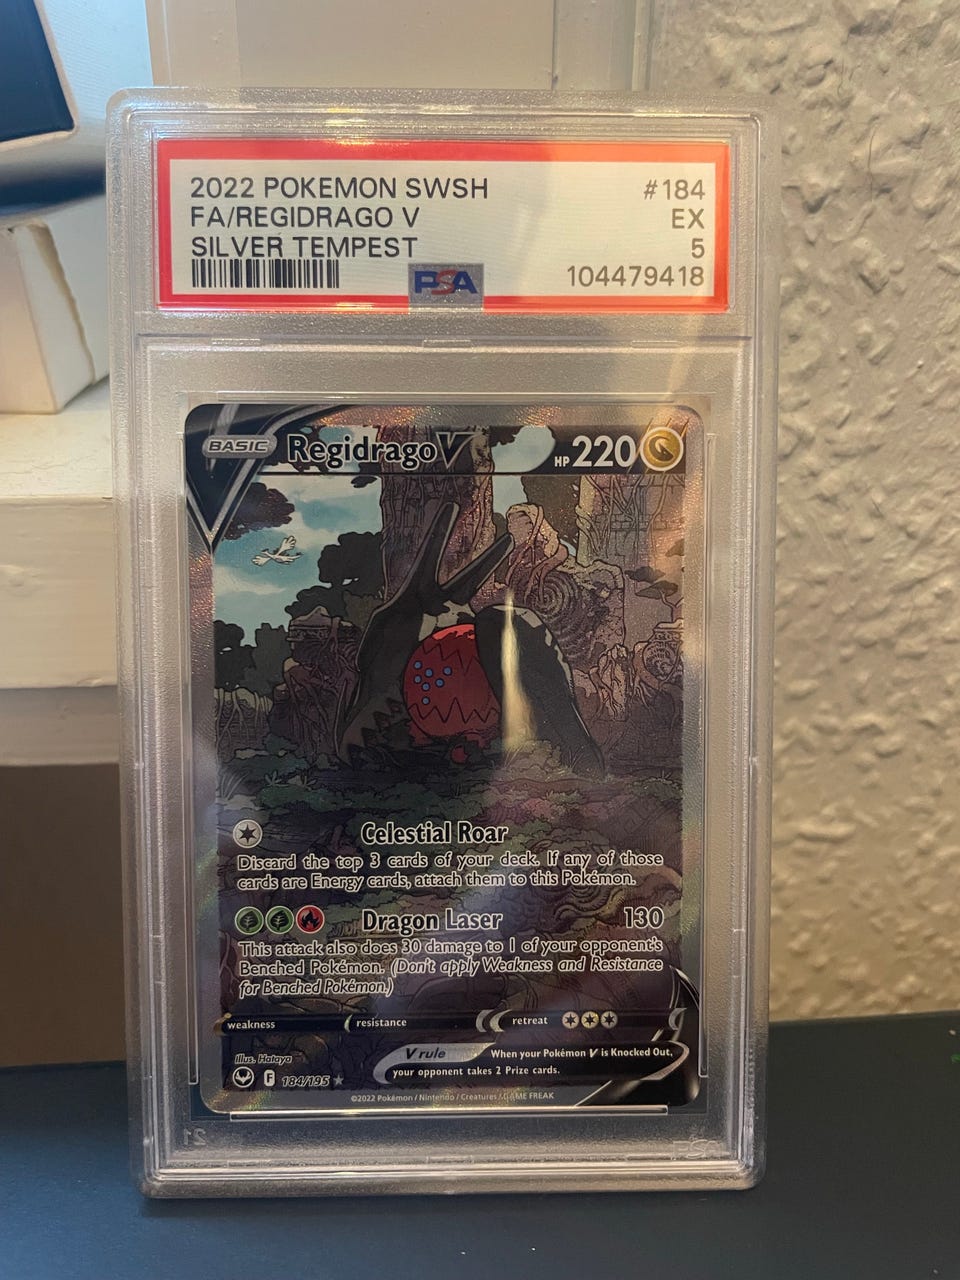 2022 POKEMON SWSH #184
FA/REGIDRAGO V EX
SILVER TEMPEST 5
PSA 104479418
BASIC Regidrago V HP 220
Celestial Roar
Discard the top 3 cards of your deck. If any of those
cards are Energy cards, attach them to this Pokémon.
Dragon Laser 130
This attack also does 30 damage to 1 of your opponent's
Benched Pokémon. (Don't apply Weakness and Resistance
for Benched Pokémon.)
weakness resistance retreat
Illus. Hataya
V rule When your Pokémon V is Knocked Out,
your opponent takes 2 Prize cards.
F 184/195 ★
©2022 Pokémon / Nintendo / Creatures / GAME FREAK